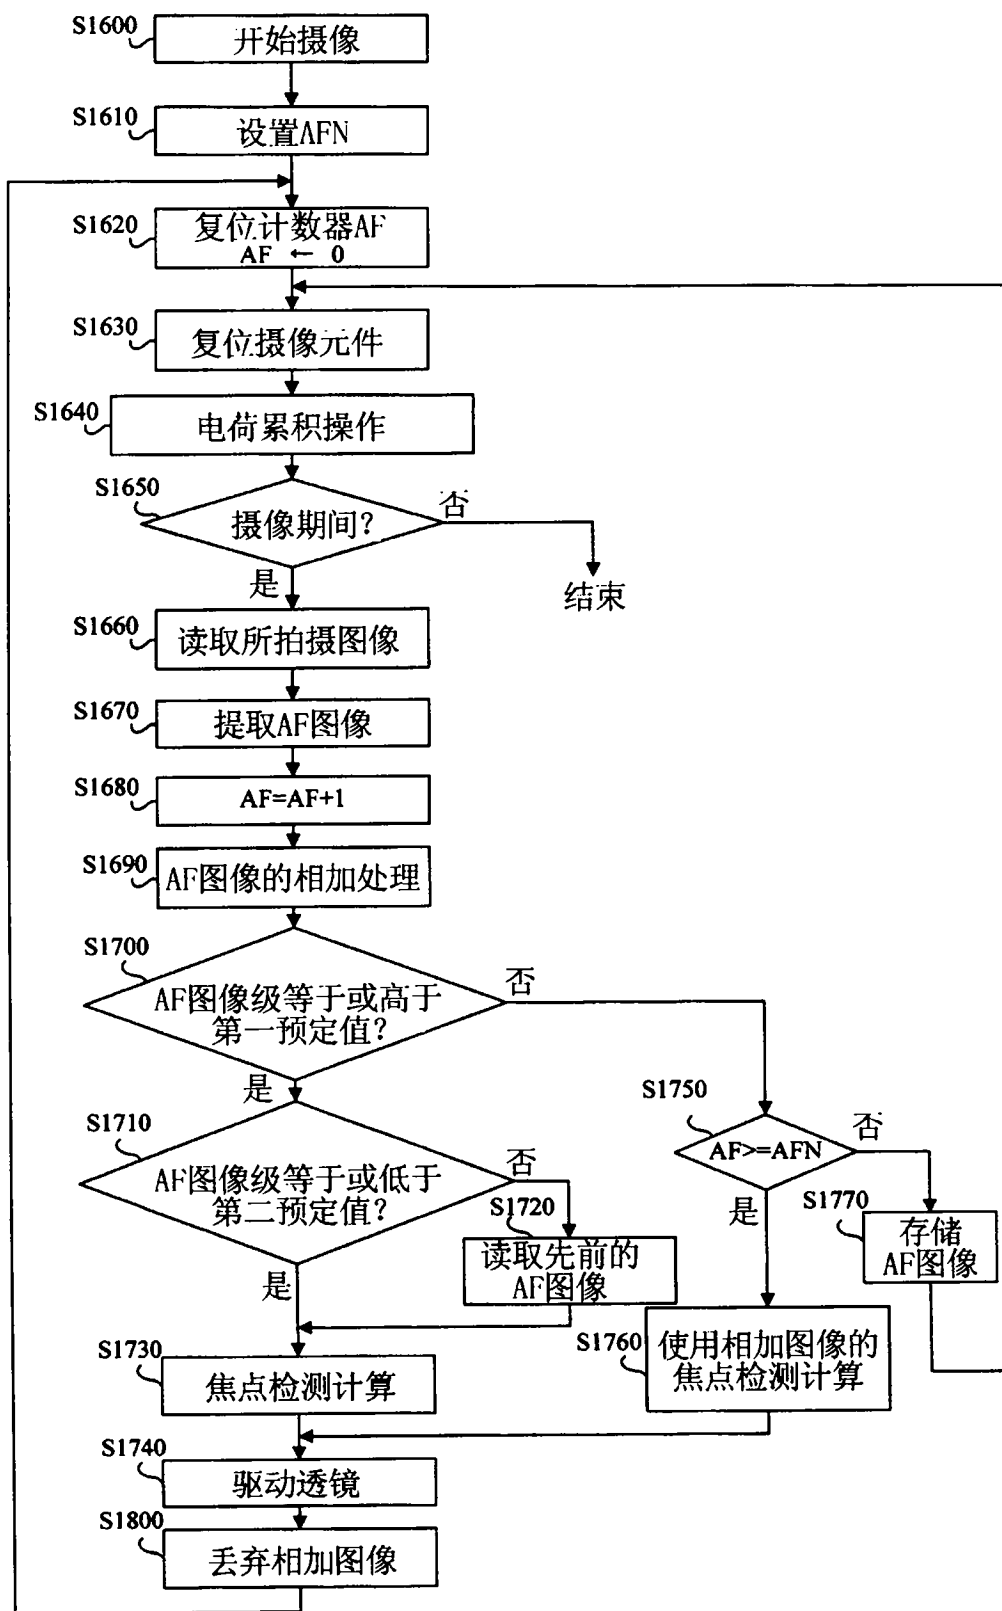 S1600
开始摄像
S1610
设置AFN
S1620
复位计数器AF
AF ← 0
S1630
复位摄像元件
S1640
电荷累积操作
S1650
摄像期间?
否
是
结束
S1660
读取所拍摄图像
S1670
提取AF图像
S1680
AF=AF+1
S1690
AF图像的相加处理
S1700
AF图像级等于或高于
第一预定值?
否
是
S1710
AF图像级等于或低于
第二预定值?
否
是
S1720
读取先前的
AF图像
S1750
AF>=AFN
否
是
S1770
存储
AF图像
S1730
焦点检测计算
S1760
使用相加图像的
焦点检测计算
S1740
驱动透镜
S1800
丢弃相加图像